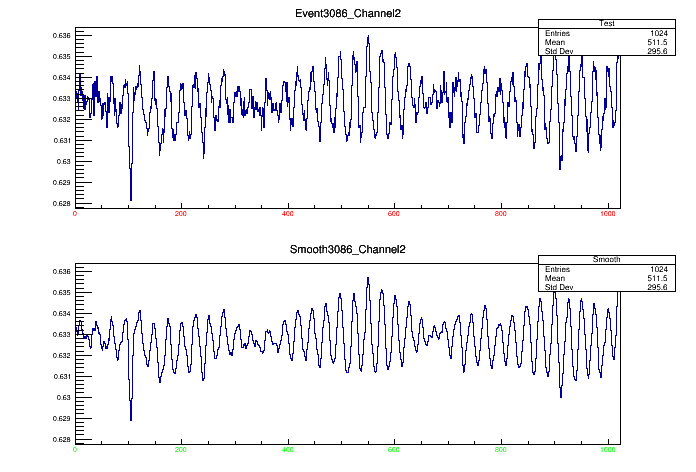 Event3086_Channel2
Test
Entries 1024
Mean 511.5
Std Dev 295.6
0.636
0.635
0.634
0.633
0.632
0.631
0.63
0.629
0.628
0 200 400 600 800 1000
Smooth3086_Channel2
Smooth
Entries 1024
Mean 511.5
Std Dev 295.6
0.636
0.635
0.634
0.633
0.632
0.631
0.63
0.629
0.628
0 200 400 600 800 1000